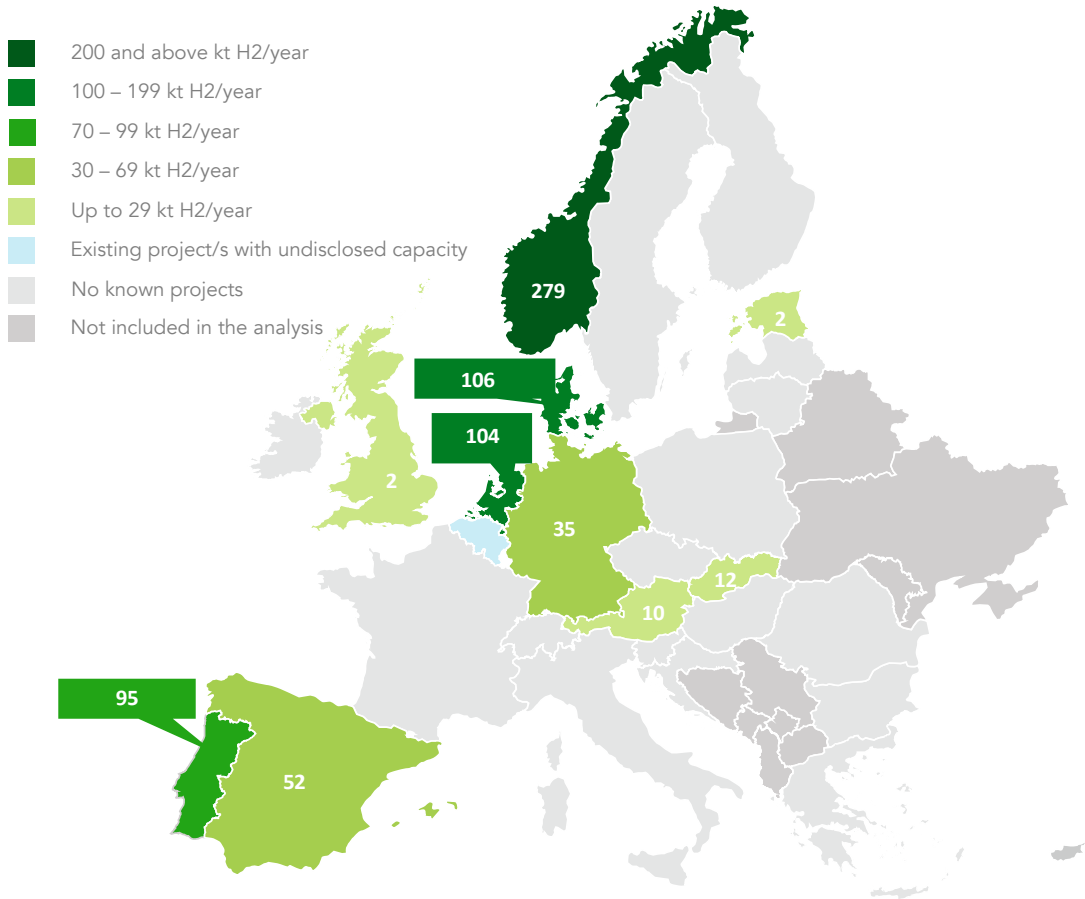 200 and above kt H2/year
100 – 199 kt H2/year
70 – 99 kt H2/year
30 – 69 kt H2/year
Up to 29 kt H2/year
Existing project/s with undisclosed capacity
No known projects
Not included in the analysis
279
2
106
104
2
35
12
10
95
52